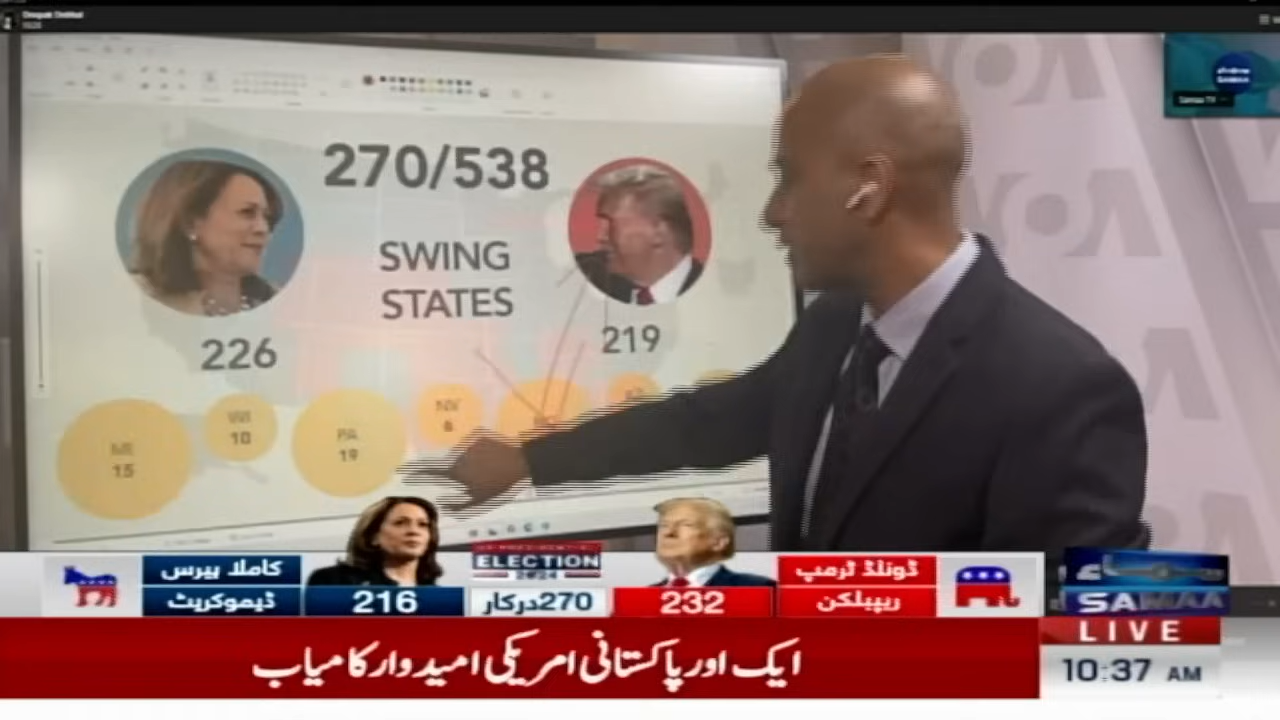 270/538
SWING
STATES
226
219
WI
10
PA
19
NV
6
15
کاملا ہیرس
ڈیموکریٹ
216
ELECTION
2024
270درکار
232
ڈونلڈ ٹرمپ
ریپبلکن
SAMAA
LIVE
10:37 AM
ایک اور پاکستانی امریکی امیدوار کامیاب
VOA